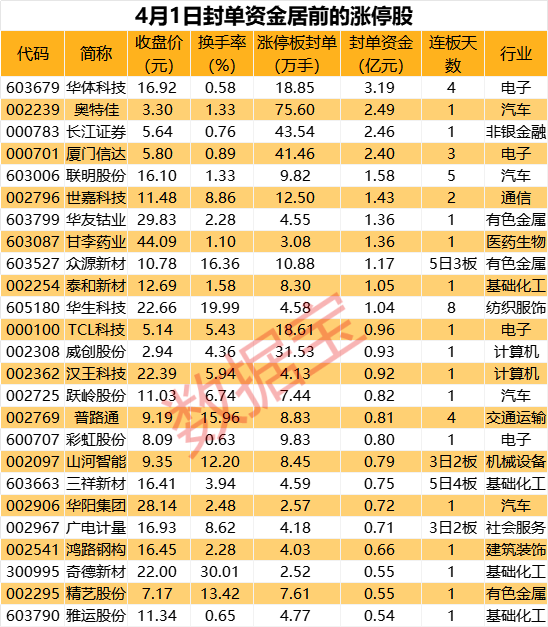 4月1日封单资金居前的涨停股
代码 简称 收盘价(元) 换手率(%) 涨停板封单(万手) 封单资金(亿元) 连板天数 行业
603679 华体科技 16.92 0.58 18.85 3.19 4 电子
002239 奥特佳 3.30 1.33 75.60 2.49 1 汽车
000783 长江证券 5.64 0.76 43.54 2.46 1 非银金融
000701 厦门信达 5.80 0.89 41.46 2.40 3 电子
603006 联明股份 16.10 1.33 9.82 1.58 5 汽车
002796 世嘉科技 11.48 8.86 12.50 1.43 2 通信
603799 华友钴业 29.83 2.28 4.55 1.36 1 有色金属
603087 甘李药业 44.09 1.10 3.08 1.36 1 医药生物
603527 众源新材 10.78 16.36 10.88 1.17 5日3板 有色金属
002254 泰和新材 12.69 1.58 8.30 1.05 1 基础化工
605180 华生科技 22.66 19.99 4.58 1.04 8 纺织服饰
000100 TCL科技 5.14 5.43 18.61 0.96 1 电子
002308 威创股份 2.94 4.36 31.53 0.93 1 计算机
002362 汉王科技 22.39 5.94 4.13 0.92 1 计算机
002725 跃岭股份 11.03 6.74 7.44 0.82 1 汽车
002769 普路通 9.19 15.96 8.83 0.81 4 交通运输
600707 彩虹股份 8.09 0.63 9.83 0.80 1 电子
002097 山河智能 9.35 12.20 8.45 0.79 3日2板 机械设备
603663 三祥新材 16.41 3.94 4.59 0.75 5日4板 基础化工
002906 华阳集团 28.14 2.48 2.57 0.72 1 汽车
002967 广电计量 16.93 8.62 4.18 0.71 3日2板 社会服务
002541 鸿路钢构 16.45 2.28 4.03 0.66 1 建筑装饰
300995 奇德新材 22.00 30.01 2.52 0.55 1 基础化工
002295 精艺股份 7.17 13.42 7.61 0.55 1 有色金属
603790 雅运股份 11.34 0.65 4.77 0.54 1 基础化工
数据宝